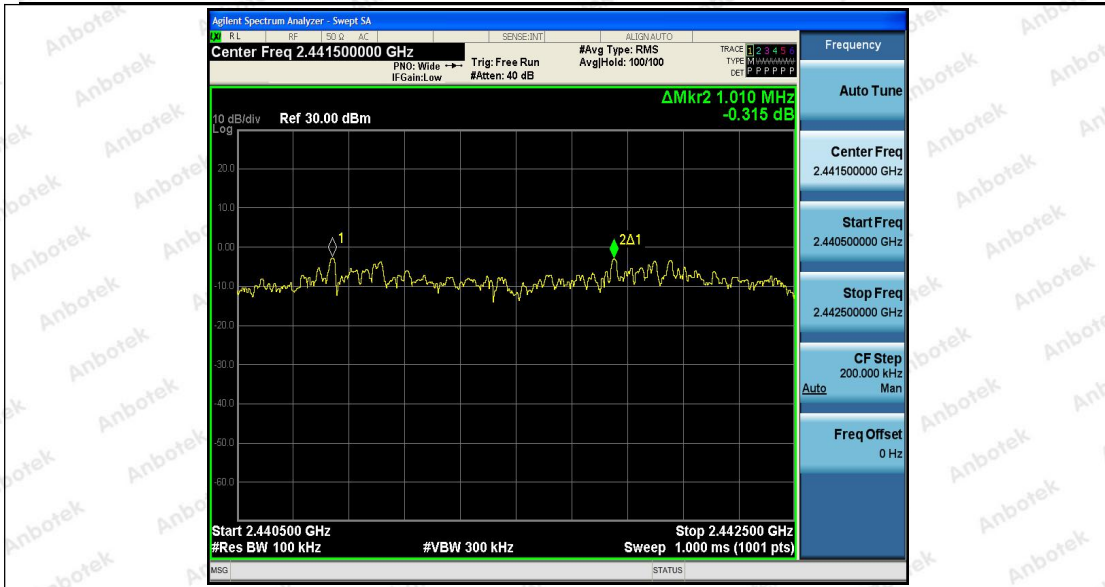 Agilent Spectrum Analyzer - Swept SA
RL RF 50 Ω AC SENSE:INT ALIGN AUTO
Center Freq 2.441500000 GHz
PNO: Wide
IFGain:Low
Trig: Free Run
#Atten: 40 dB
#Avg Type: RMS
Avg|Hold: 100/100
TRACE 1 2 3 4 5 6
TYPE M
DET P P P P P P
ΔMkr2 1.010 MHz
-0.315 dB
10 dB/div Ref 30.00 dBm
Log
20.0
10.0
0.00
-10.0
-20.0
-30.0
-40.0
-50.0
-60.0
1
2Δ1
Start 2.440500 GHz
Stop 2.442500 GHz
#Res BW 100 kHz
#VBW 300 kHz
Sweep 1.000 ms (1001 pts)
MSG
STATUS
Frequency
Auto Tune
Center Freq
2.441500000 GHz
Start Freq
2.440500000 GHz
Stop Freq
2.442500000 GHz
CF Step
200.000 kHz
Auto Man
Freq Offset
0 Hz
Anbotek